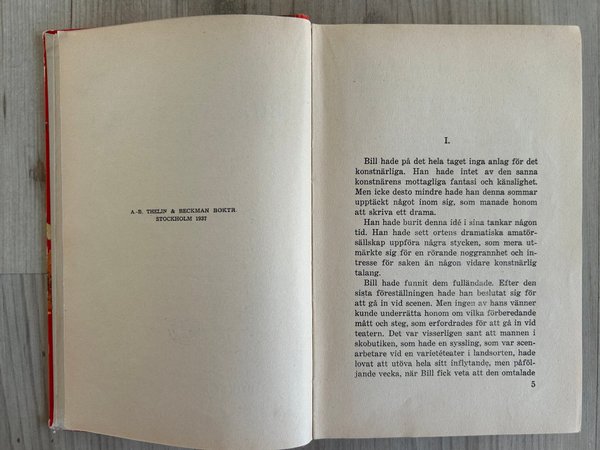 A.-B. THELIN & BECKMAN BOKTR.
STOCKHOLM 1937
I.
Bill hade på det hela taget inga anlag för det
konstnärliga. Han hade intet av den sanna
konstnärens mottagliga fantasi och känslighet.
Men icke desto mindre hade han denna sommar
upptäckt något inom sig, som manade honom
att skriva ett drama.
Han hade burit denna idé i sina tankar någon
tid. Han hade sett ortens dramatiska amatör-
sällskap uppföra några stycken, som mera ut-
märkte sig för en rörande noggrannhet och in-
tresse för saken än någon vidare konstnärlig
talang.
Bill hade funnit dem fulländade. Efter den
sista föreställningen hade han beslutat sig för
att gå in vid scenen. Men ingen av hans vänner
kunde underrätta honom om vilka förberedande
mått och steg, som erfordrades för att gå in vid
teatern. Det var visserligen sant att mannen i
skobutiken, som hade en syssling, som var scen-
arbetare vid en varietéteater i landsorten, hade
lovat att utöva hela sitt inflytande, men påföl-
jande vecka, när Bill fick veta att den omtalade
5